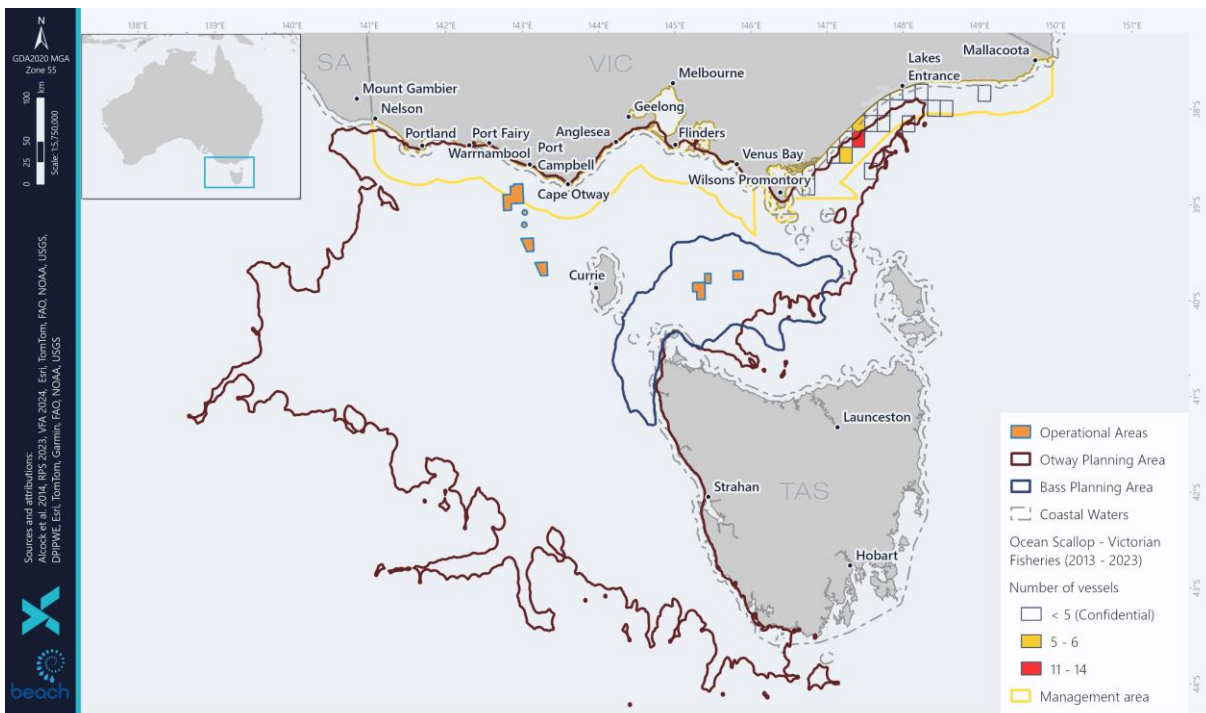 138°E 139°E 140°E 141°E 142°E 143°E 144°E 145°E 146°E 147°E 148°E 149°E 150°E 151°E
N
GDA2020 MGA
Zone 55
km
100
50
25
0
Scale: 1:5,750,000
Sources and attributions:
Alcock et al. 2014, RPS 2023, VFA 2024, Esri, TomTom, FAO, NOAA, USGS,
DPIPWE, Esri, TomTom, Garmin, FAO, NOAA, USGS
beach
SA
VIC
TAS
Mount Gambier
Nelson
Portland
Port Fairy
Warrnambool
Port
Campbell
Cape Otway
Anglesea
Geelong
Melbourne
Flinders
Venus Bay
Wilsons Promontory
Lakes
Entrance
Mallacoota
Currie
Launceston
Strahan
Hobart
38°S
39°S
40°S
41°S
42°S
43°S
44°S
Operational Areas
Otway Planning Area
Bass Planning Area
Coastal Waters
Ocean Scallop - Victorian
Fisheries (2013 - 2023)
Number of vessels
< 5 (Confidential)
5 - 6
11 - 14
Management area